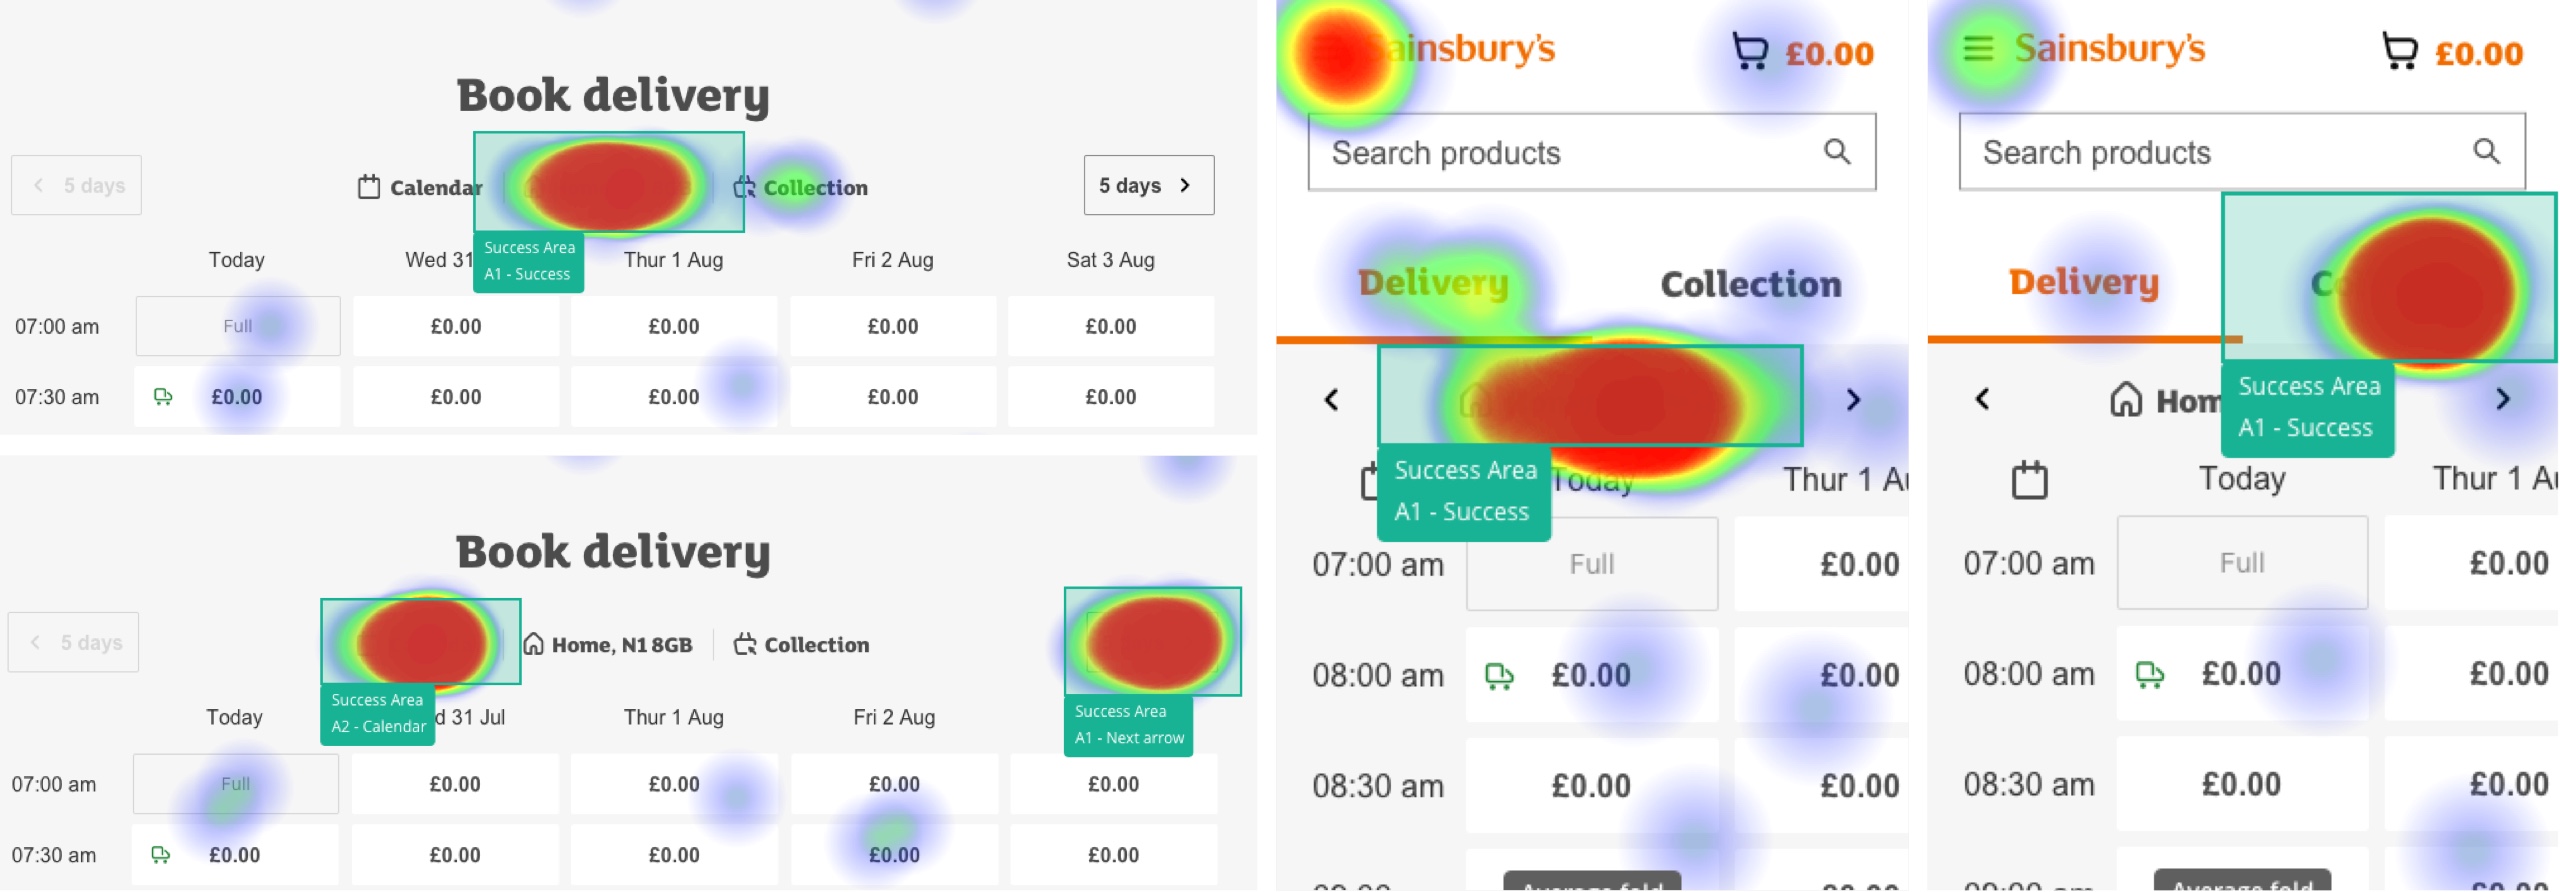 Book delivery
5 days
Calendar
Collection
5 days
Success Area
A1 - Success
Today
Wed 31
Thur 1 Aug
Fri 2 Aug
Sat 3 Aug
07:00 am
Full
£0.00
£0.00
£0.00
£0.00
07:30 am
£0.00
£0.00
£0.00
£0.00
£0.00
Book delivery
5 days
Home, N1 8GB
Collection
Success Area
A2 - Calendar
Success Area
A1 - Next arrow
Today
d 31 Jul
Thur 1 Aug
Fri 2 Aug
07:00 am
Full
£0.00
£0.00
£0.00
£0.00
07:30 am
£0.00
£0.00
£0.00
£0.00
£0.00
ainsbury's
£0.00
Search products
Delivery
Collection
Success Area
A1 - Success
Today
Thur 1 Au
07:00 am
Full
£0.00
08:00 am
£0.00
£0.00
08:30 am
£0.00
£0.00
Average fold
Sainsbury's
£0.00
Search products
Delivery
C
Hom
Success Area
A1 - Success
Today
Thur 1 Au
07:00 am
Full
£0.00
08:00 am
£0.00
£0.00
08:30 am
£0.00
£0.00
Average fold